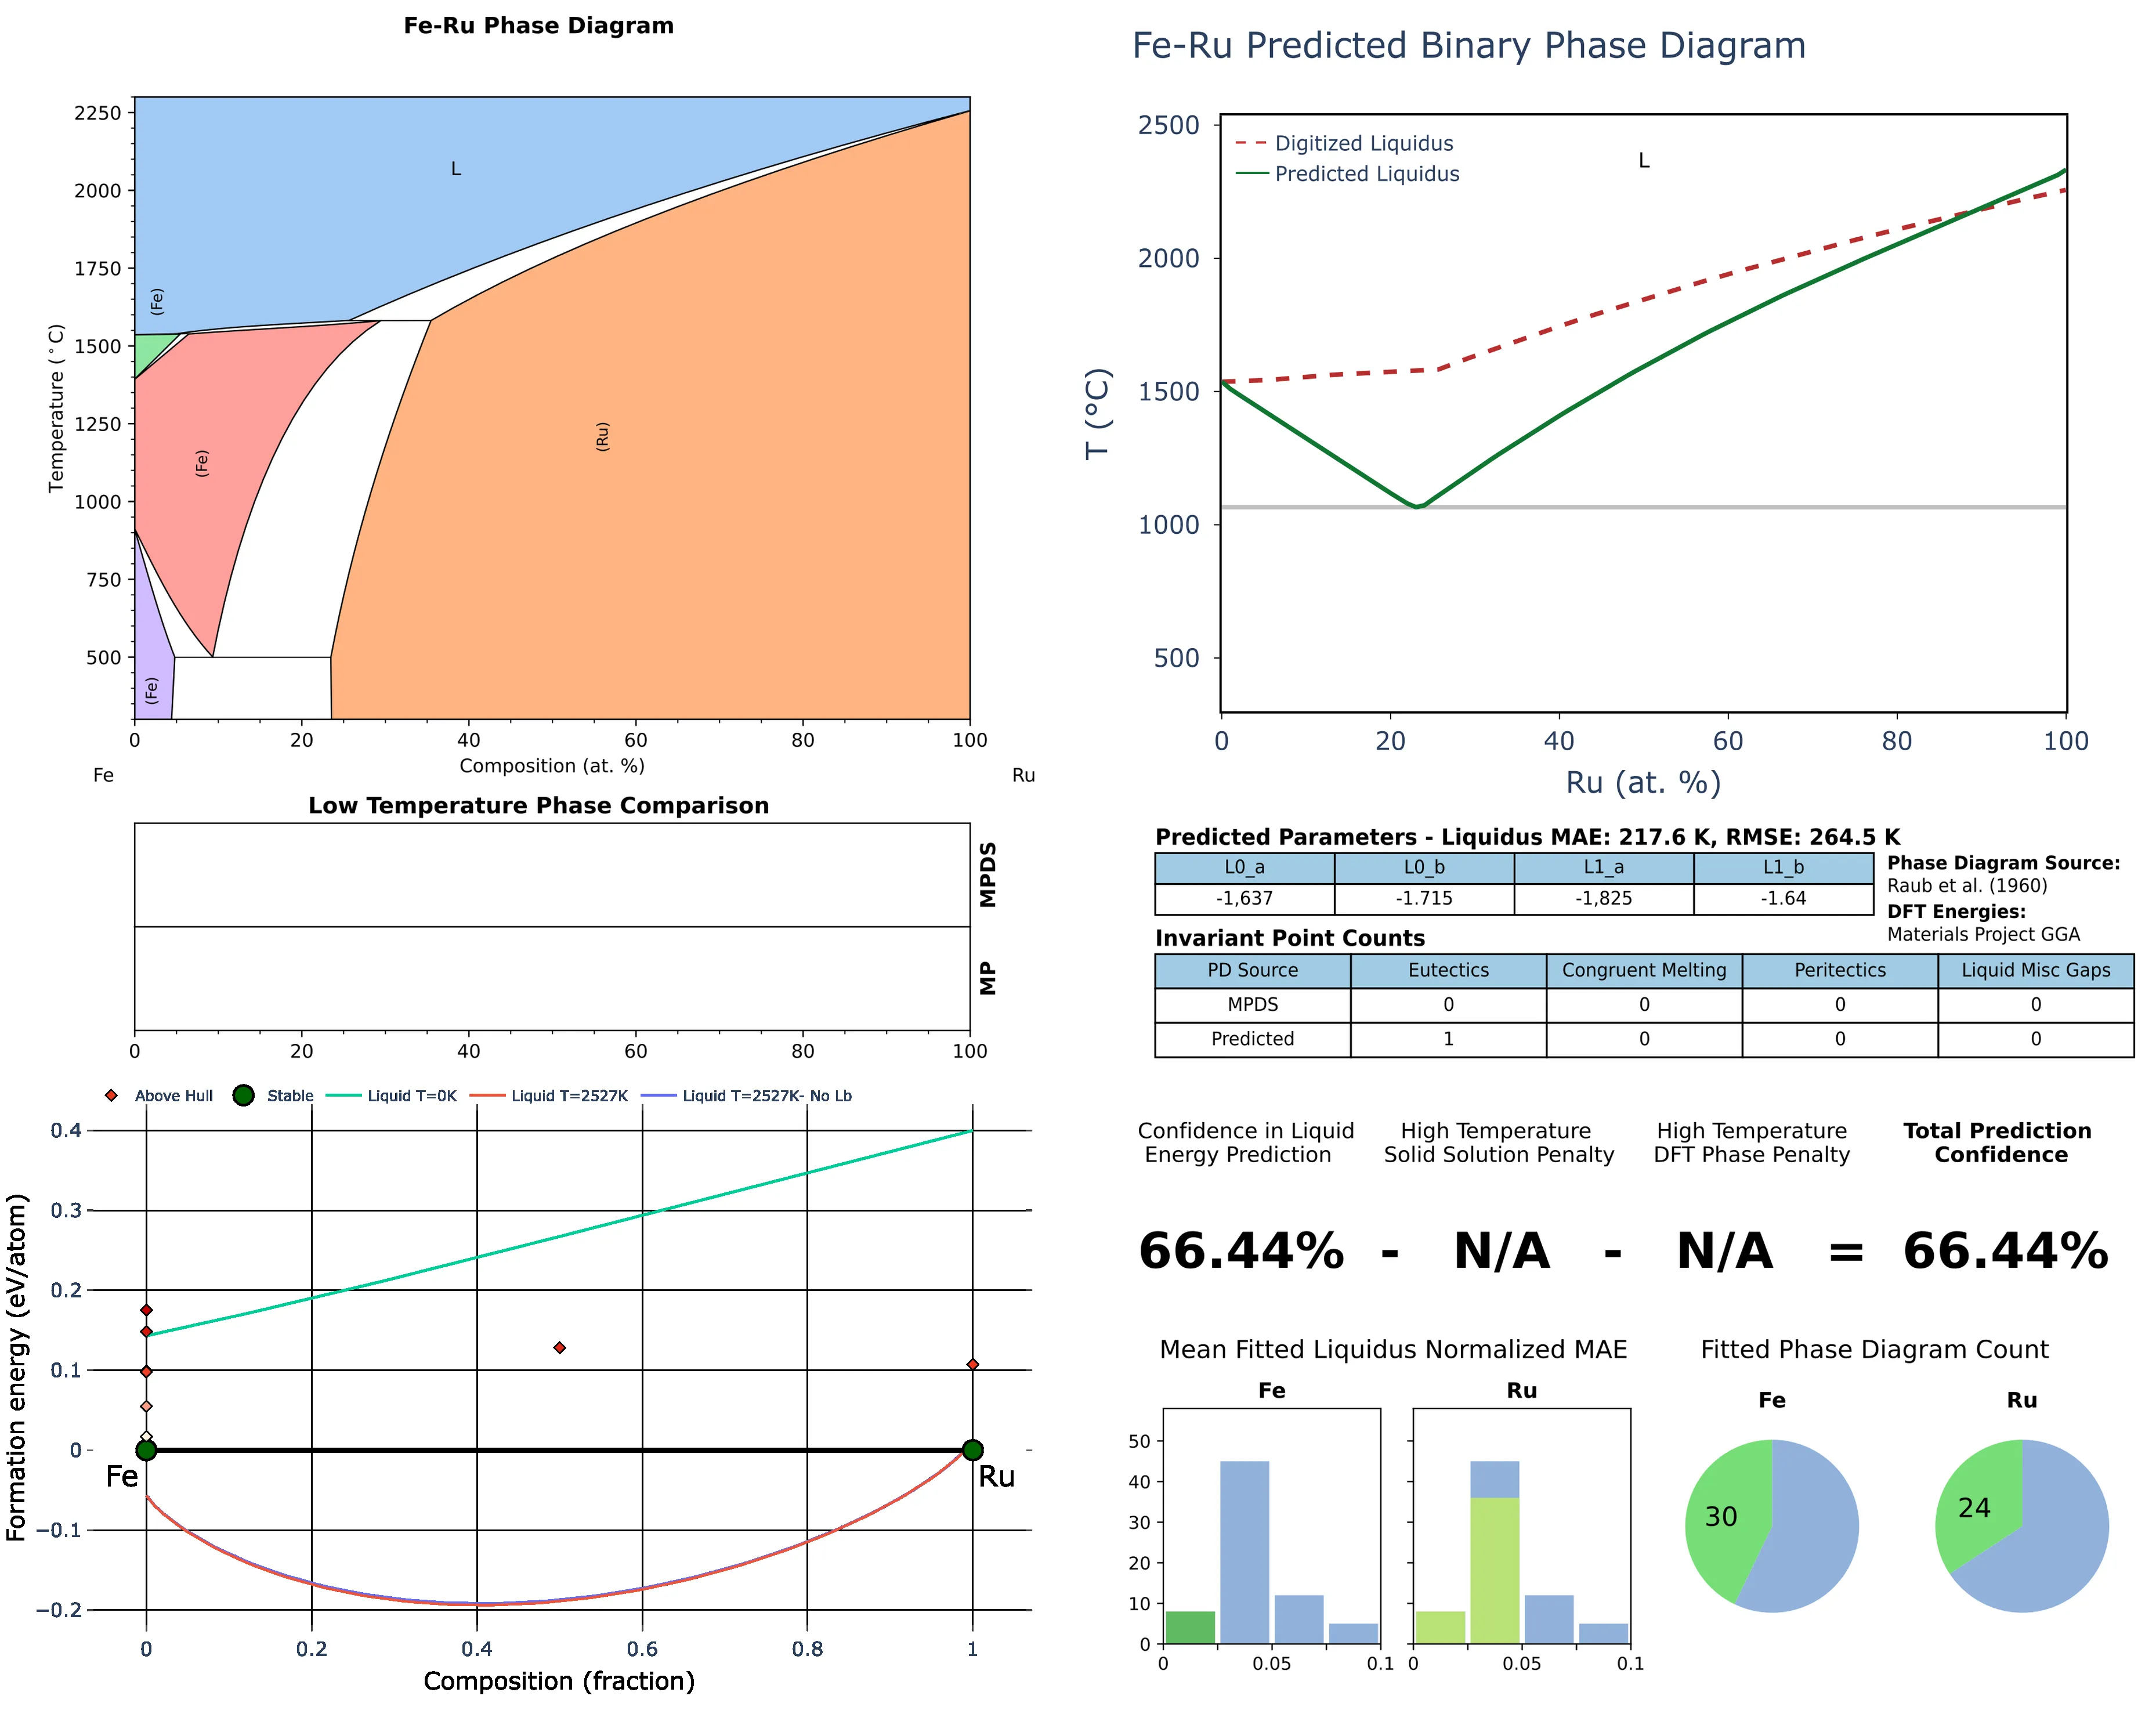 Fe-Ru Phase Diagram
2250
2000
1750
1500
1250
1000
750
500
Temperature (°C)
L
(Fe)
(Fe)
(Ru)
(Fe)
0 20 40 60 80 100
Composition (at. %)
Fe Ru
Fe-Ru Predicted Binary Phase Diagram
Digitized Liquidus
Predicted Liquidus
L
2500
2000
1500
1000
500
T (°C)
0 20 40 60 80 100
Ru (at. %)
Low Temperature Phase Comparison
MPDS
MP
0 20 40 60 80 100
Predicted Parameters - Liquidus MAE: 217.6 K, RMSE: 264.5 K
L0_a L0_b L1_a L1_b
-1,637 -1.715 -1,825 -1.64
Phase Diagram Source:
Raub et al. (1960)
DFT Energies:
Materials Project GGA
Invariant Point Counts
PD Source Eutectics Congruent Melting Peritectics Liquid Misc Gaps
MPDS 0 0 0 0
Predicted 1 0 0 0
Above Hull Stable Liquid T=0K Liquid T=2527K Liquid T=2527K- No Lb
0.4
0.3
0.2
0.1
0
−0.1
−0.2
Formation energy (eV/atom)
Fe Ru
0 0.2 0.4 0.6 0.8 1
Composition (fraction)
Confidence in Liquid
Energy Prediction
High Temperature
Solid Solution Penalty
High Temperature
DFT Phase Penalty
Total Prediction
Confidence
66.44% - N/A - N/A = 66.44%
Mean Fitted Liquidus Normalized MAE
Fe Ru
50
40
30
20
10
0
0 0.05 0.1 0 0.05 0.1
Fitted Phase Diagram Count
Fe Ru
30 24